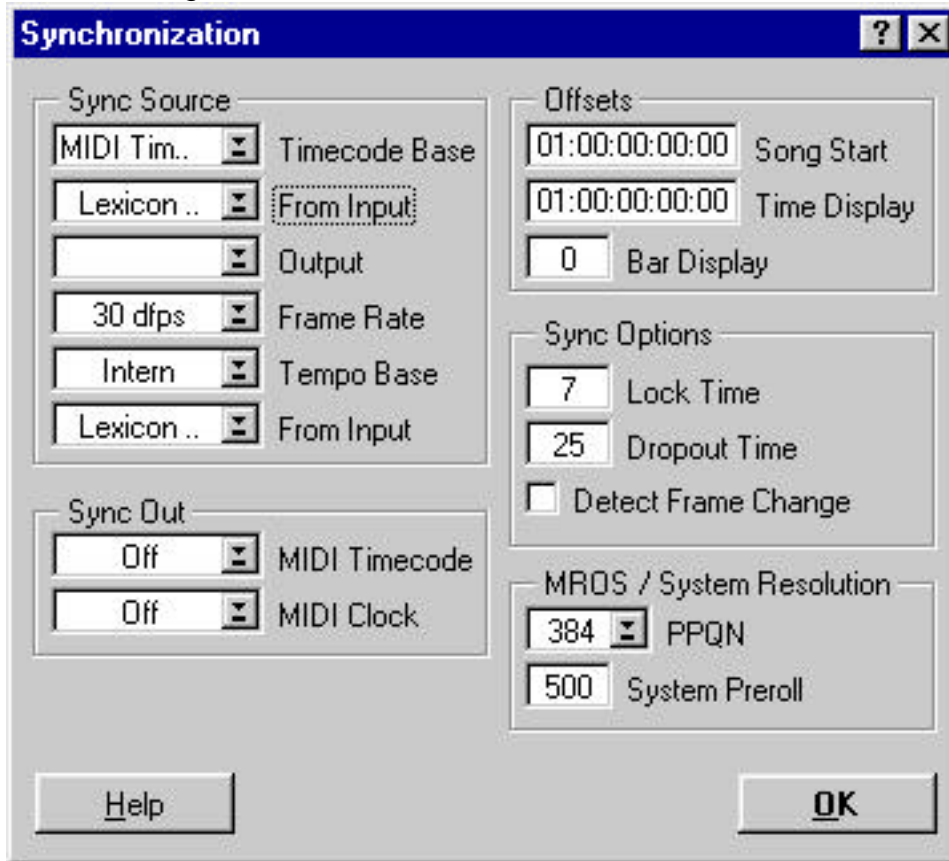 Synchronization ? ×
Sync Source
MIDI Tim.. Timecode Base
Lexicon .. From Input
Output
30 dfps Frame Rate
Intern Tempo Base
Lexicon .. From Input
Sync Out
Off MIDI Timecode
Off MIDI Clock
Offsets
01:00:00:00:00 Song Start
01:00:00:00:00 Time Display
0 Bar Display
Sync Options
7 Lock Time
25 Dropout Time
Detect Frame Change
MROS / System Resolution
384 PPQN
500 System Preroll
Help
OK